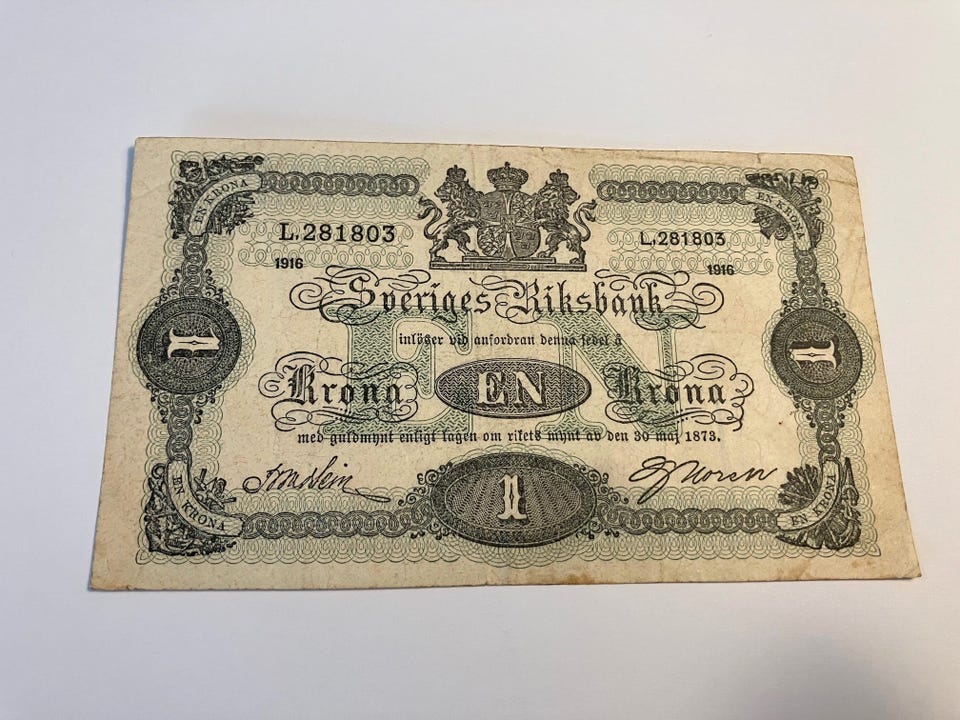 EN KRONA EN KRONA
L.281803 L.281803
1916 1916
Sveriges Riksbank
inlöser vid anfordran denna sedel å
EN
1 1
Krona EN Krona
med guldmynt enligt lagen om rikets mynt av den 30 maj 1873.
1
EN KRONA EN KRONA